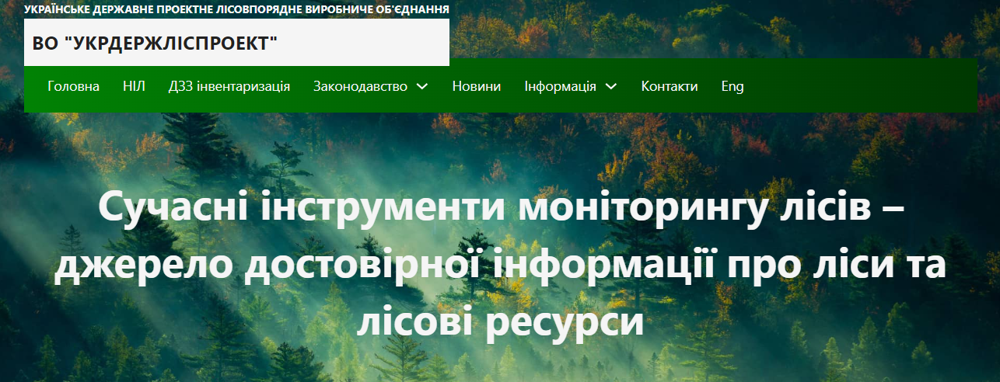 УКРАЇНСЬКЕ ДЕРЖАВНЕ ПРОЕКТНЕ ЛІСОВПОРЯДНЕ ВИРОБНИЧЕ ОБ'ЄДНАННЯ
ВО "УКРДЕРЖЛІСПРОЕКТ"
Головна НІЛ ДЗЗ інвентаризація Законодавство Новини Інформація Контакти Eng
Сучасні інструменти моніторингу лісів –
джерело достовірної інформації про ліси та
лісові ресурси